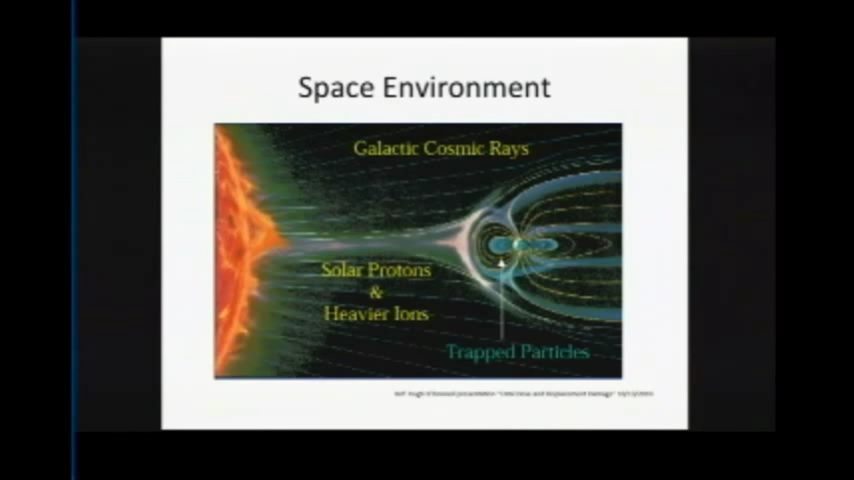 Space Environment
Galactic Cosmic Rays
Solar Protons
&
Heavier Ions
Trapped Particles